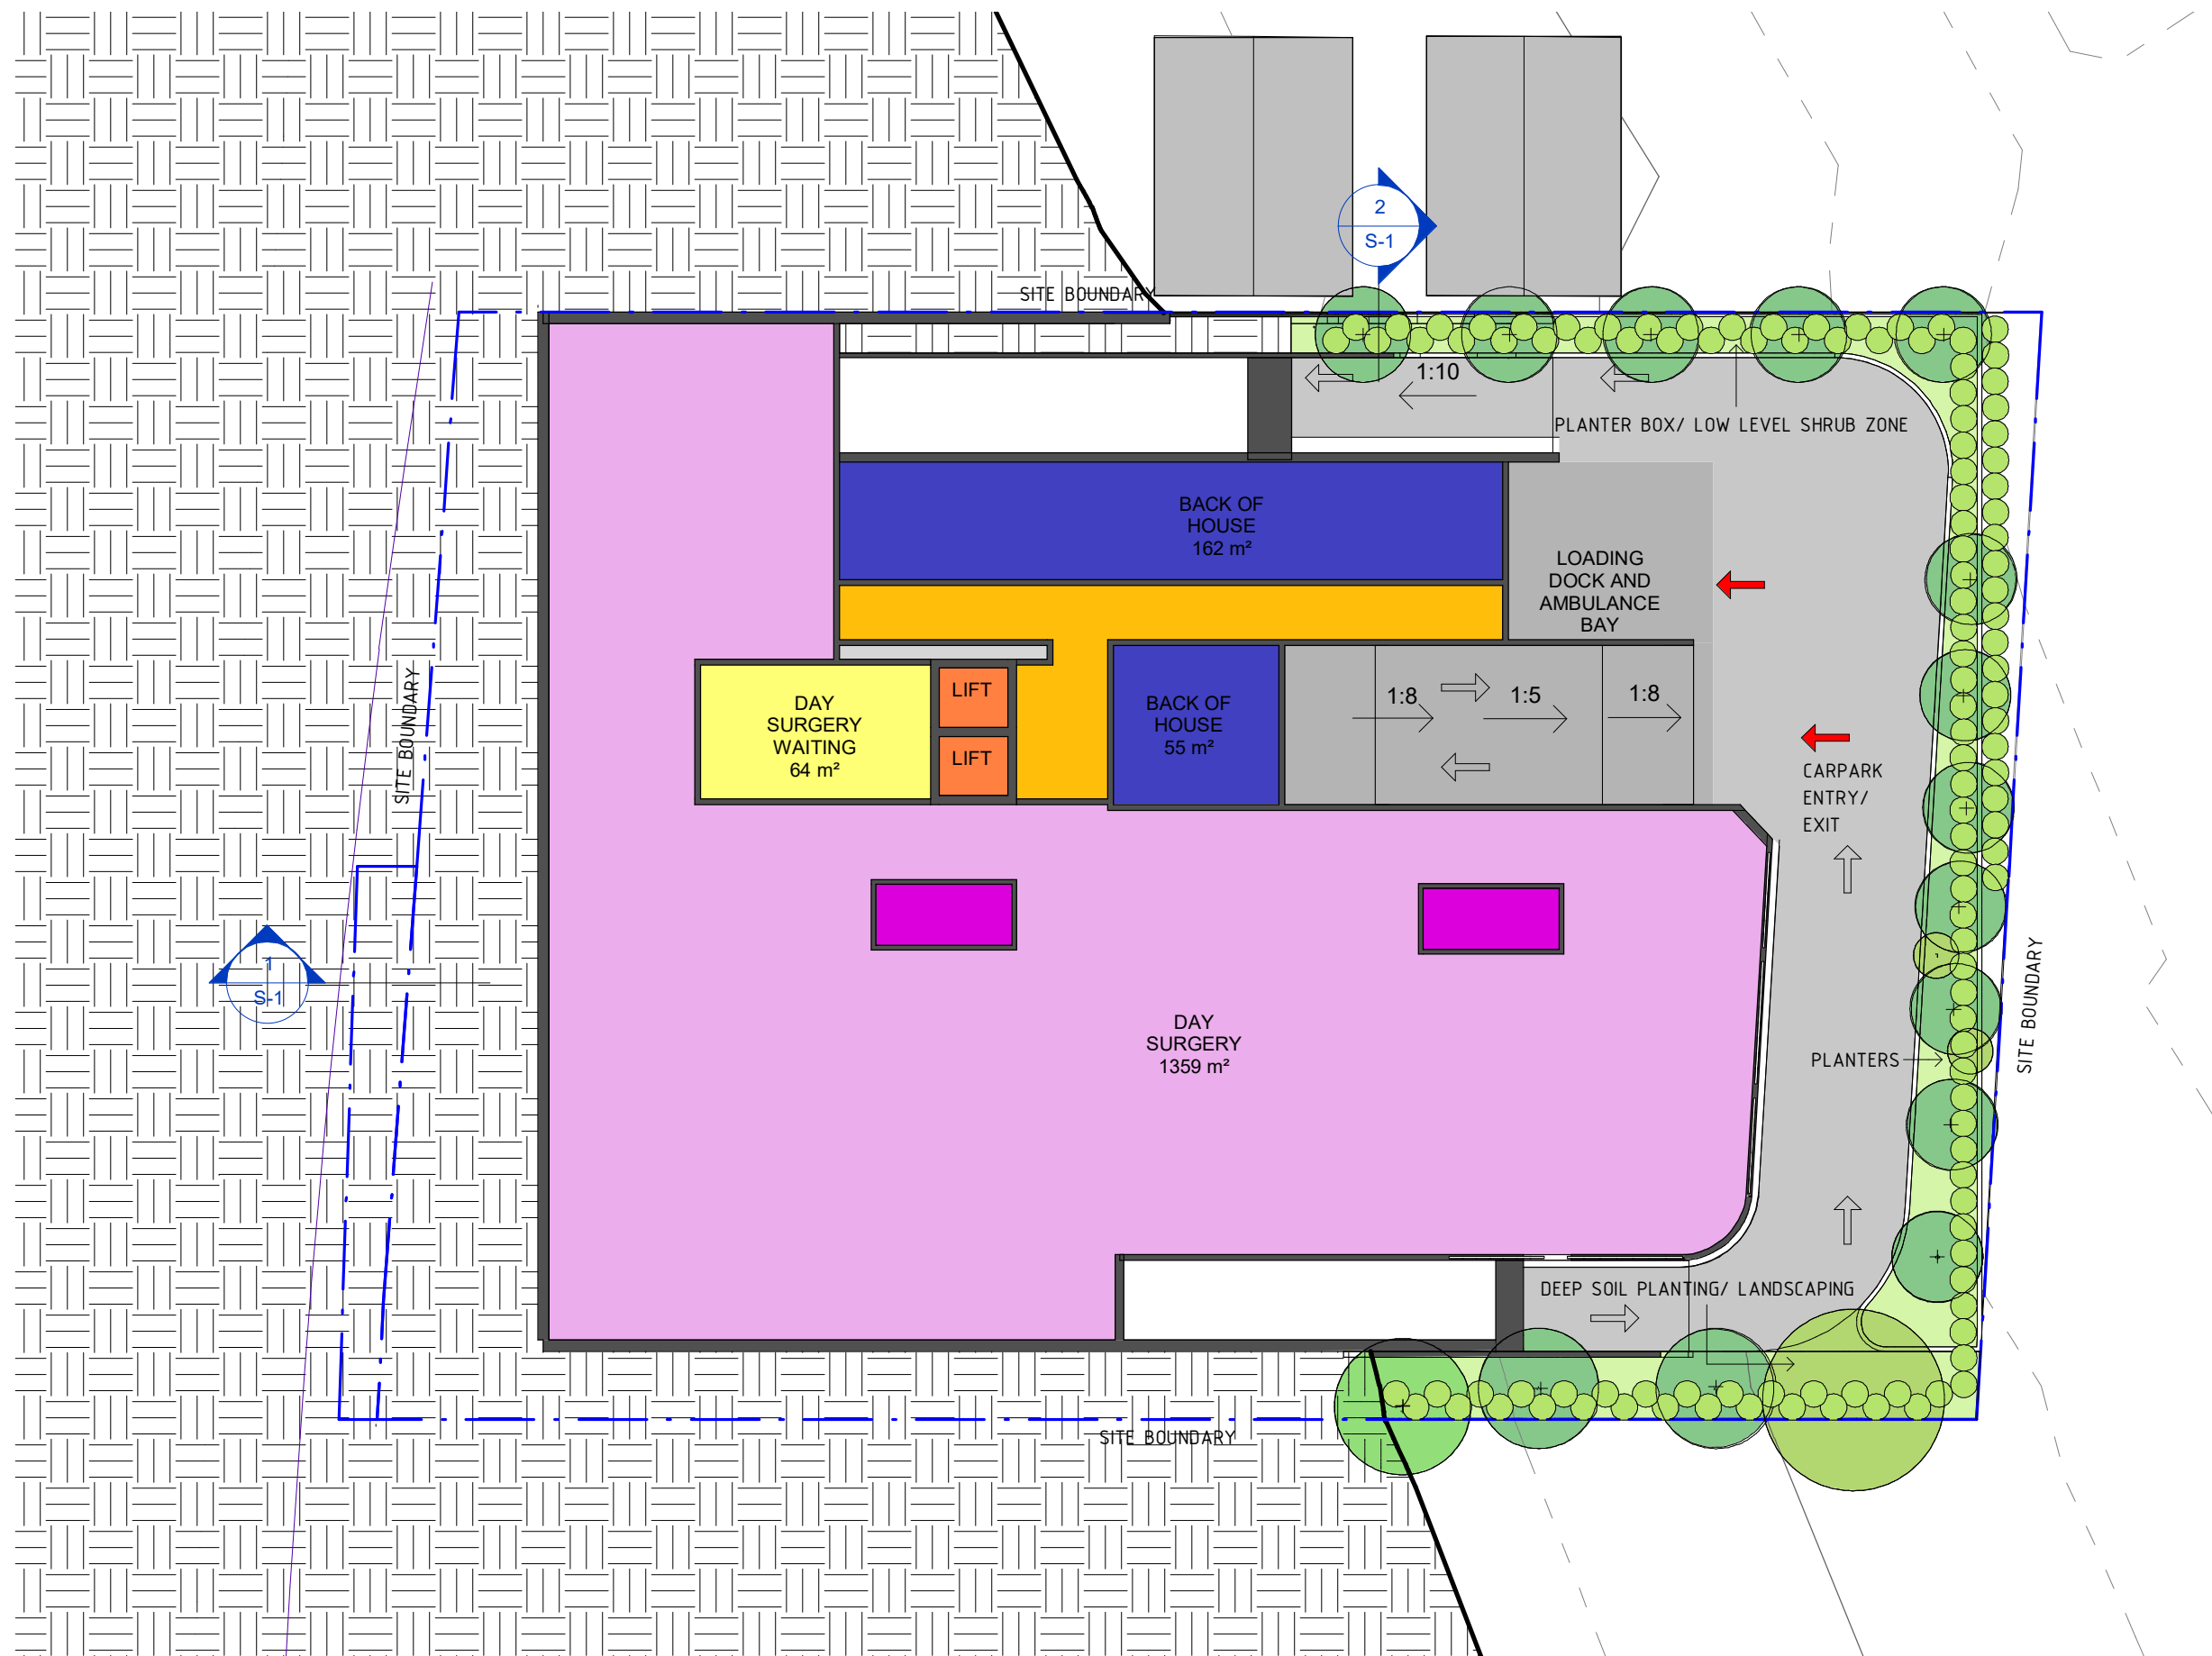 2
S-1
SITE BOUNDARY
1:10
PLANTER BOX/ LOW LEVEL SHRUB ZONE
BACK OF
HOUSE
162 m²
LOADING
DOCK AND
AMBULANCE
BAY
SITE BOUNDARY
DAY
SURGERY
WAITING
64 m²
LIFT
LIFT
BACK OF
HOUSE
55 m²
1:8
1:5
1:8
CARPARK
ENTRY/
EXIT
1
S-1
DAY
SURGERY
1359 m²
PLANTERS
SITE BOUNDARY
DEEP SOIL PLANTING/ LANDSCAPING
SITE BOUNDARY